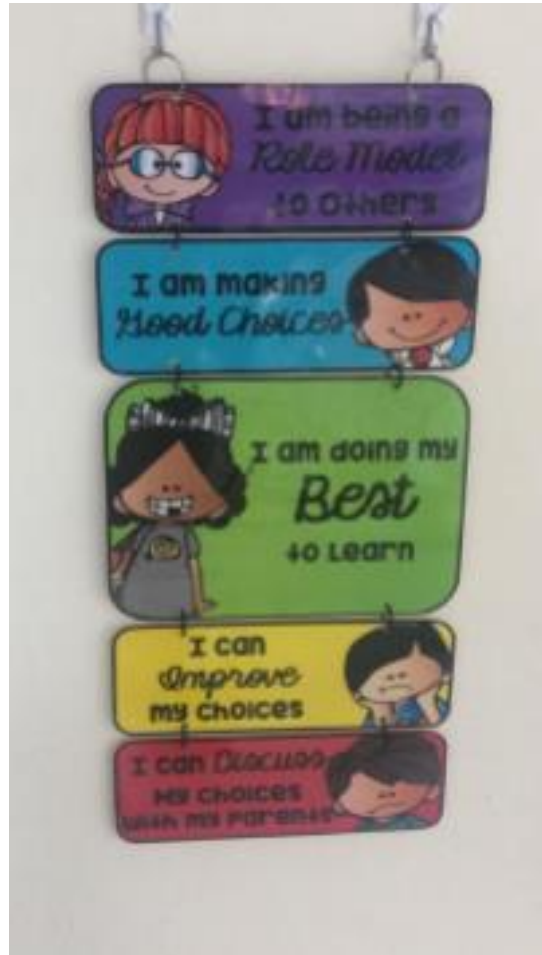 I am being a
Role Model
to Others
I am making
Good Choices
I am doing my
Best
to Learn
I can
Improve
my choices
I can Discuss
My choices
with my Parents